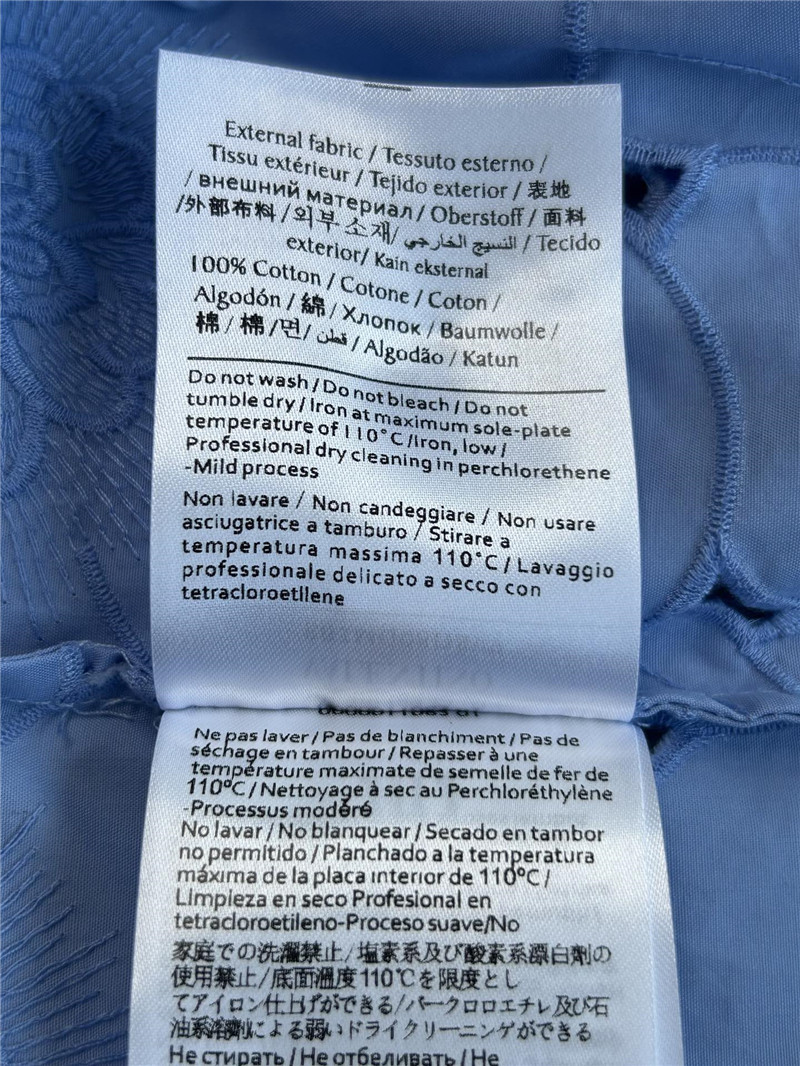 External fabric / Tessuto esterno /
Tissu extérieur / Tejido exterior / 表地
/ внешний материал / Oberstoff / 面料
/外部布料 / 외부 소재/ النسيج الخارجي / Tecido
exterior/ Kain eksternal
100% Cotton / Cotone / Coton /
Algodón / 綿 / Хлопок / Baumwolle /
棉 / 棉 /면/ قطن / Algodão / Katun
Do not wash / Do not bleach / Do not
tumble dry / Iron at maximum sole-plate
temperature of 110°C /Iron, low /
Professional dry cleaning in perchlorethene
-Mild process
Non lavare / Non candeggiare / Non usare
asciugatrice a tamburo / Stirare a
temperatura massima 110°C / Lavaggio
professionale delicato a secco con
tetracloroetilene
Ne pas laver / Pas de blanchiment / Pas de
séchage en tambour / Repasser à une
température maximate de semelle de fer de
110ºC / Nettoyage à sec au Perchloréthylène
-Processus modéré
No lavar / No blanquear / Secado en tambor
no permitido / Planchado a la temperatura
máxima de la placa interior de 110ºC /
Limpieza en seco Profesional en
tetracloroetileno-Proceso suave/No
家庭での洗濯禁止/塩素系及び酸素系漂白剤の
使用禁止/底面温度110℃を限度とし
てアイロン仕上げができる/パークロロエチレ及び石
油系溶剤による弱いドライクリーニングができる
Не стирать / Не отбеливать / Не